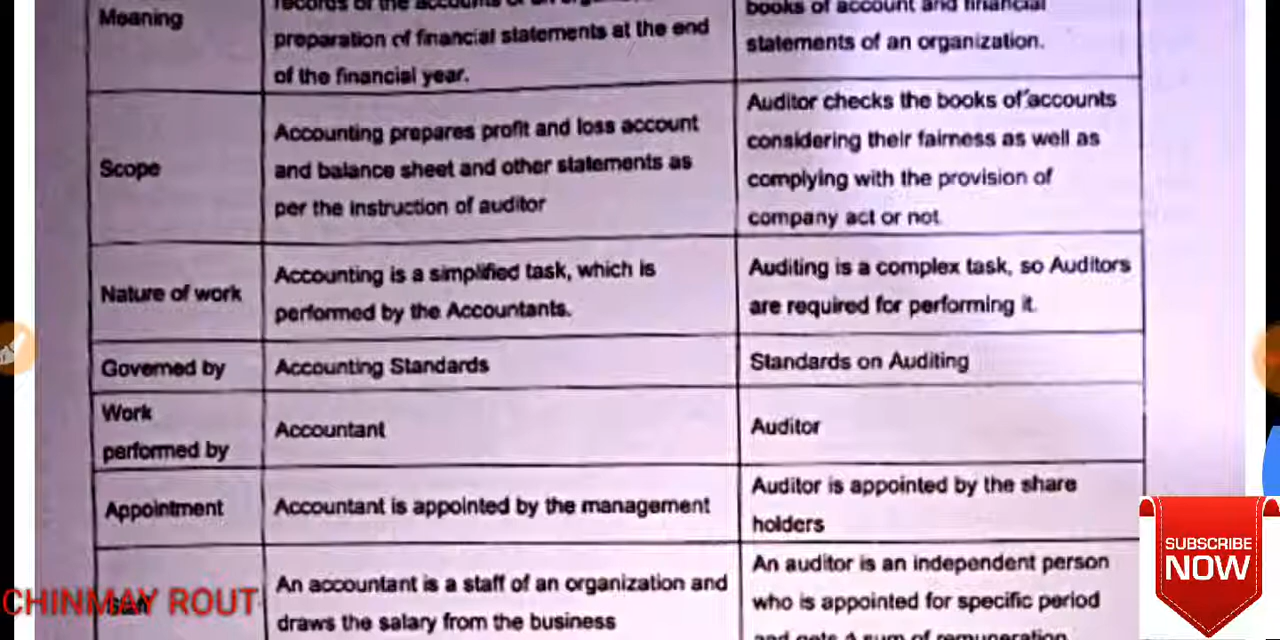 Meaning
preparation of financial statements at the end
of the financial year.
books of account and financial
statements of an organization.
Scope
Accounting prepares profit and loss account
and balance sheet and other statements as
per the instruction of auditor
Auditor checks the books of accounts
considering their fairness as well as
complying with the provision of
company act or not
Nature of work
Accounting is a simplified task, which is
performed by the Accountants.
Auditing is a complex task, so Auditors
are required for performing it.
Governed by
Accounting Standards
Standards on Auditing
Work
performed by
Accountant
Auditor
Appointment
Accountant is appointed by the management
Auditor is appointed by the share
holders
An accountant is a staff of an organization and
draws the salary from the business
An auditor is an independent person
who is appointed for specific period
and gets a sum of remuneration
CHINMAY ROUT
SUBSCRIBE
NOW